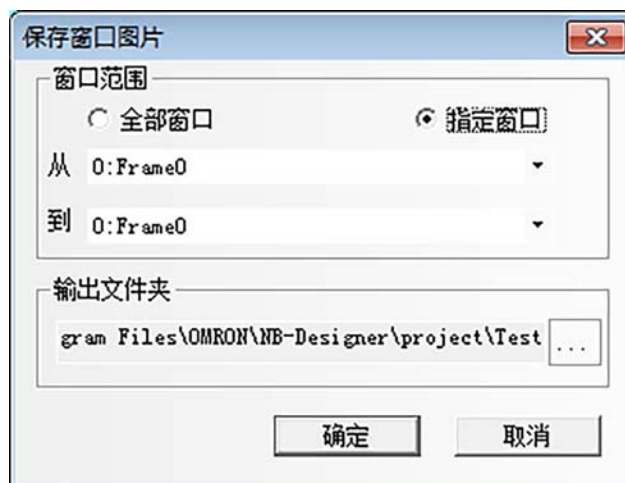 保存窗口图片
窗口范围
全部窗口 指定窗口
从 0:Frame0
到 0:Frame0
输出文件夹
gram Files\OMRON\NB-Designer\project\Test ...
确定 取消